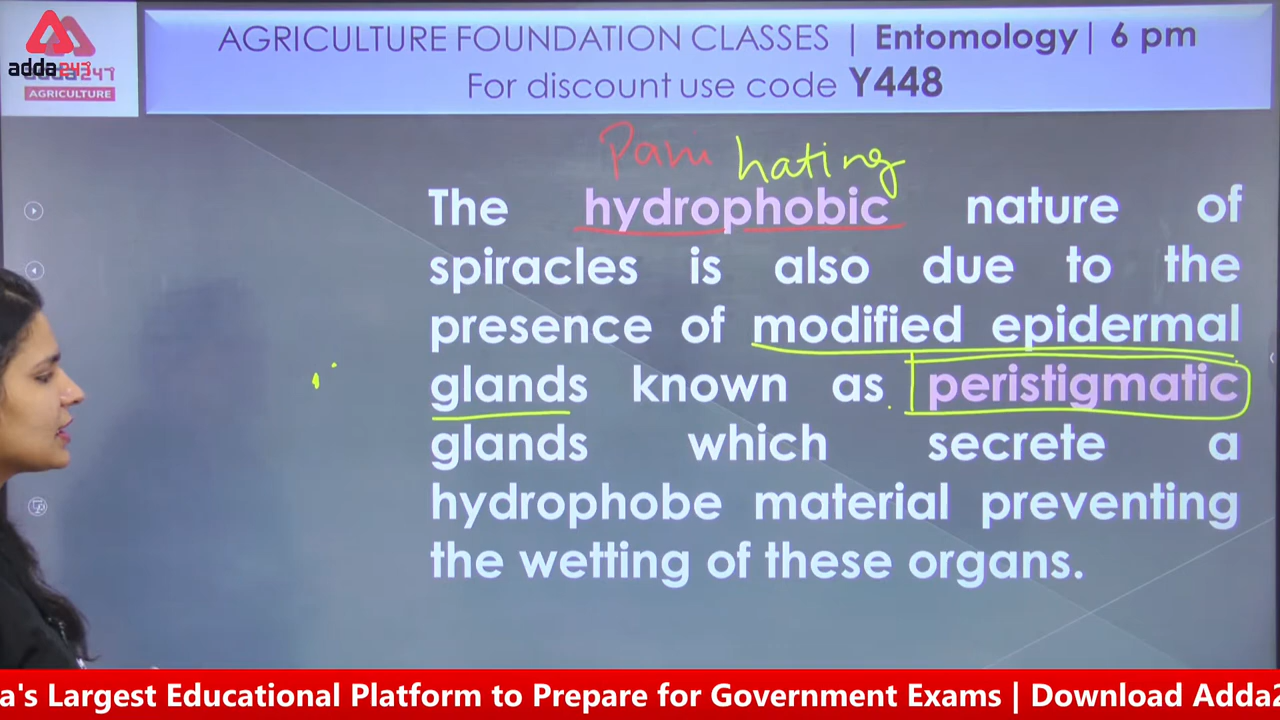 AGRICULTURE FOUNDATION CLASSES | Entomology | 6 pm
For discount use code Y448
adda247
adda247
AGRICULTURE
Pani hating
The hydrophobic nature of
spiracles is also due to the
presence of modified epidermal
glands known as peristigmatic
glands which secrete a
hydrophobe material preventing
the wetting of these organs.
a's Largest Educational Platform to Prepare for Government Exams | Download Adda2